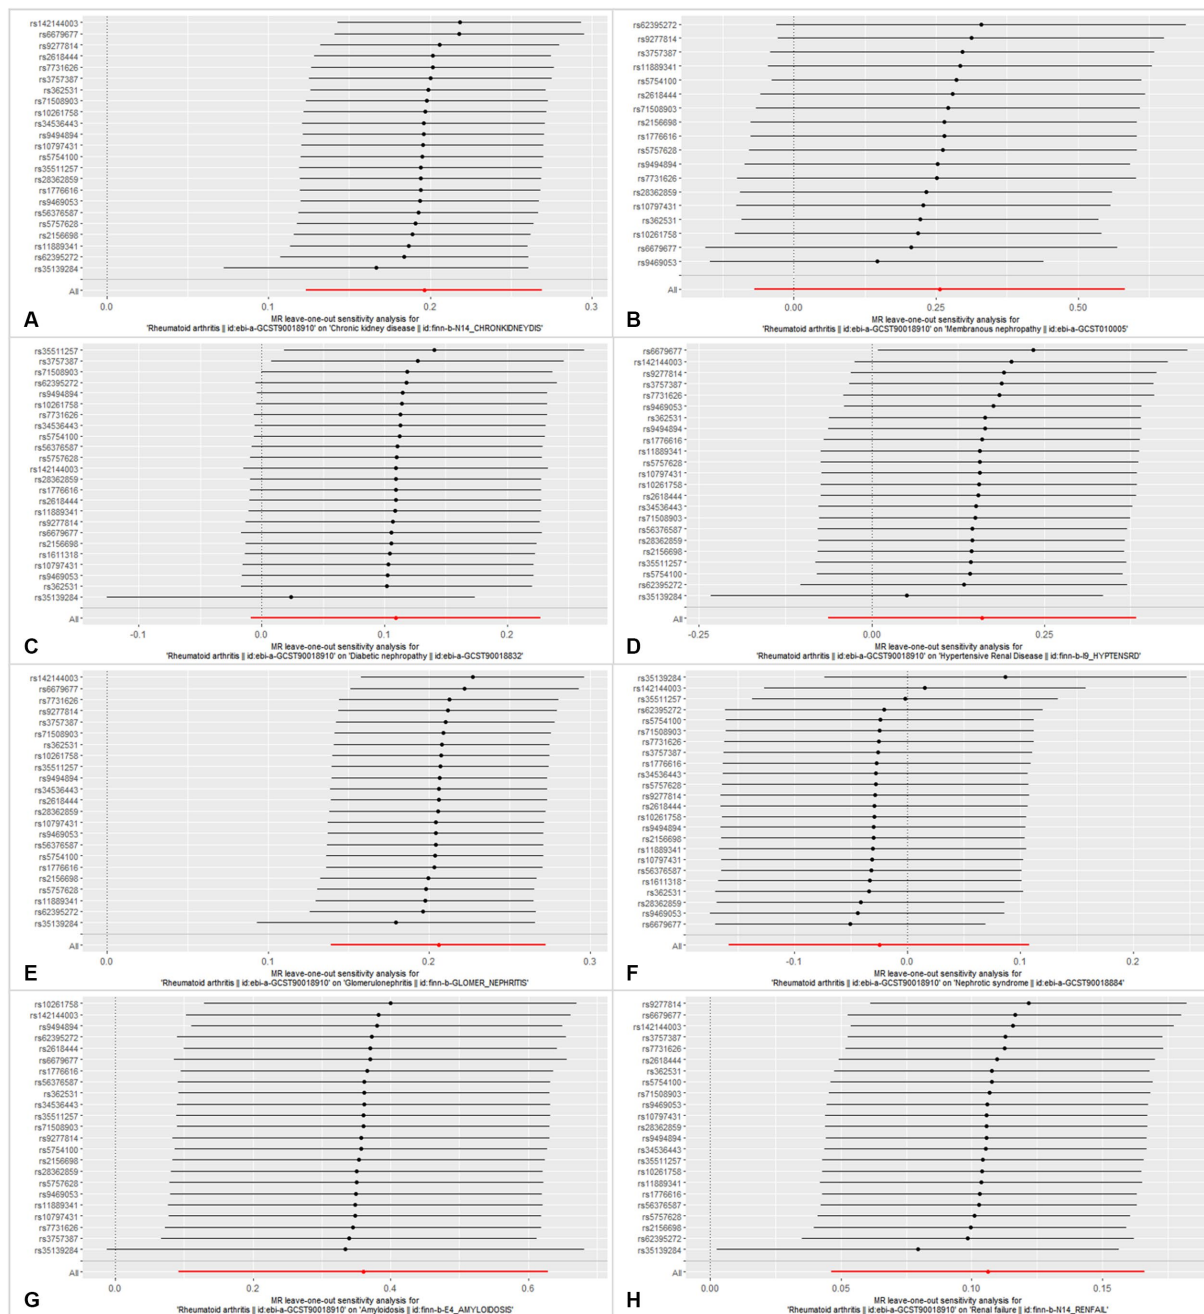 rs142144003
rs6679677
rs9277814
rs2618444
rs7731626
rs3757387
rs362531
rs71508903
rs10261758
rs34536443
rs9494894
rs10797431
rs5754100
rs35511257
rs28362859
rs1776616
rs9469053
rs56376587
rs5757628
rs2156698
rs11889341
rs62395272
rs35139284
All
0.0 0.1 0.2 0.3
A
MR leave-one-out sensitivity analysis for
'Rheumatoid arthritis || id:ebi-a-GCST90018910' on 'Chronic kidney disease || id:finn-b-N14_CHRONKIDNEYDIS'
rs62395272
rs9277814
rs3757387
rs11889341
rs5754100
rs2618444
rs71508903
rs2156698
rs1776616
rs5757628
rs9494894
rs7731626
rs28362859
rs10797431
rs362531
rs10261758
rs6679677
rs9469053
All
0.00 0.25 0.50
B
MR leave-one-out sensitivity analysis for
'Rheumatoid arthritis || id:ebi-a-GCST90018910' on 'Membranous nephropathy || id:ebi-a-GCST010005'
rs35511257
rs3757387
rs71508903
rs62395272
rs9494894
rs10261758
rs7731626
rs34536443
rs5754100
rs56376587
rs5757628
rs142144003
rs28362859
rs1776616
rs2618444
rs11889341
rs9277814
rs6679677
rs2156698
rs1611318
rs10797431
rs9469053
rs362531
rs35139284
All
-0.1 0.0 0.1 0.2
C
MR leave-one-out sensitivity analysis for
'Rheumatoid arthritis || id:ebi-a-GCST90018910' on 'Diabetic nephropathy || id:ebi-a-GCST90018832'
rs6679677
rs142144003
rs9277814
rs3757387
rs7731626
rs9469053
rs362531
rs9494894
rs1776616
rs11889341
rs5757628
rs10797431
rs10261758
rs2618444
rs34536443
rs71508903
rs56376587
rs28362859
rs2156698
rs35511257
rs5754100
rs62395272
rs35139284
All
-0.25 0.00 0.25
D
MR leave-one-out sensitivity analysis for
'Rheumatoid arthritis || id:ebi-a-GCST90018910' on 'Hypertensive Renal Disease || id:finn-b-I9_HYPTENSRD'
rs142144003
rs6679677
rs7731626
rs9277814
rs3757387
rs71508903
rs362531
rs10261758
rs35511257
rs9494894
rs34536443
rs2618444
rs28362859
rs10797431
rs9469053
rs56376587
rs5754100
rs1776616
rs2156698
rs5757628
rs11889341
rs62395272
rs35139284
All
0.0 0.1 0.2 0.3
E
MR leave-one-out sensitivity analysis for
'Rheumatoid arthritis || id:ebi-a-GCST90018910' on 'Glomerulonephritis || id:finn-b-GLOMER_NEPHRITIS'
rs35139284
rs142144003
rs35511257
rs62395272
rs5754100
rs71508903
rs7731626
rs3757387
rs1776616
rs34536443
rs5757628
rs9277814
rs2618444
rs10261758
rs9494894
rs2156698
rs11889341
rs10797431
rs56376587
rs1611318
rs362531
rs28362859
rs9469053
rs6679677
All
-0.1 0.0 0.1 0.2
F
MR leave-one-out sensitivity analysis for
'Rheumatoid arthritis || id:ebi-a-GCST90018910' on 'Nephrotic syndrome || id:ebi-a-GCST90018884'
rs10261758
rs142144003
rs9494894
rs62395272
rs2618444
rs6679677
rs1776616
rs56376587
rs362531
rs34536443
rs35511257
rs71508903
rs9277814
rs5754100
rs2156698
rs28362859
rs5757628
rs9469053
rs11889341
rs10797431
rs7731626
rs3757387
rs35139284
All
0.0 0.2 0.4 0.6
G
MR leave-one-out sensitivity analysis for
'Rheumatoid arthritis || id:ebi-a-GCST90018910' on 'Amyloidosis || id:finn-b-E4_AMYLOIDOSIS'
rs9277814
rs6679677
rs142144003
rs3757387
rs7731626
rs2618444
rs362531
rs5754100
rs71508903
rs9469053
rs10797431
rs28362859
rs9494894
rs34536443
rs35511257
rs10261758
rs11889341
rs1776616
rs56376587
rs5757628
rs2156698
rs62395272
rs35139284
All
0.00 0.05 0.10 0.15
H
MR leave-one-out sensitivity analysis for
'Rheumatoid arthritis || id:ebi-a-GCST90018910' on 'Renal failure || id:finn-b-N14_RENFAIL'